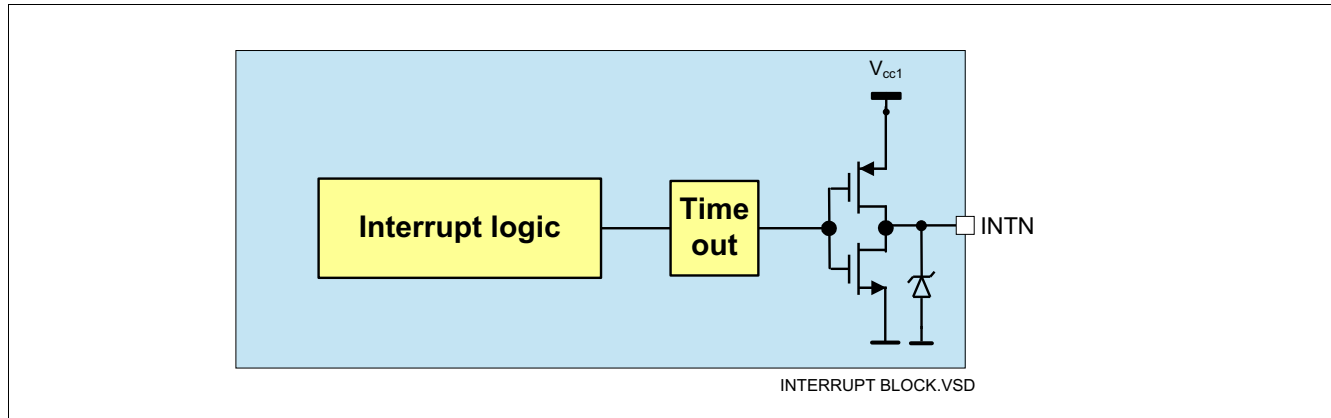 Vcc1
Interrupt logic
Time
out
INTN
INTERRUPT BLOCK.VSD